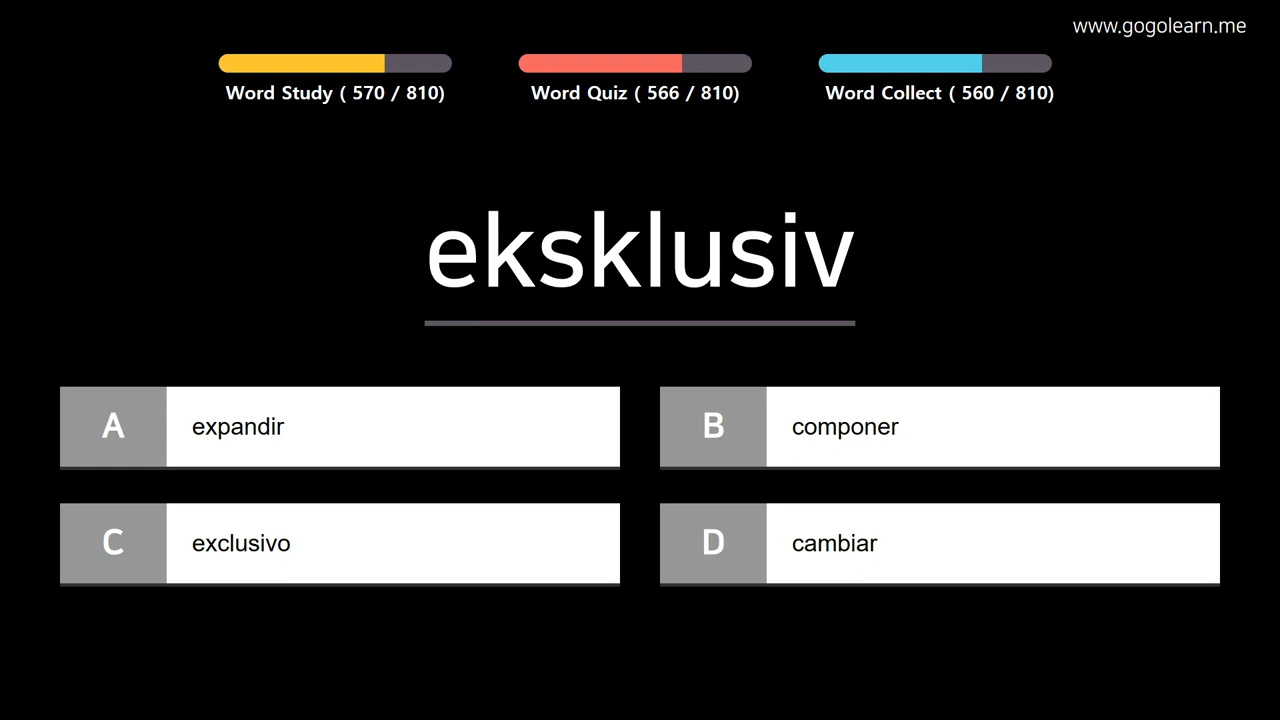 www.gogolearn.me
Word Study ( 570 / 810)
Word Quiz ( 566 / 810)
Word Collect ( 560 / 810)
eksklusiv
A expandir
B componer
C exclusivo
D cambiar